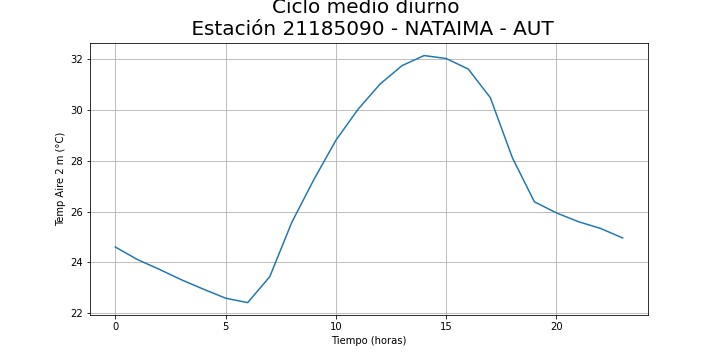 Ciclo medio diurno
Estación 21185090 - NATAIMA - AUT
32
30
28
26
24
22
Temp Aire 2 m (°C)
0 5 10 15 20
Tiempo (horas)